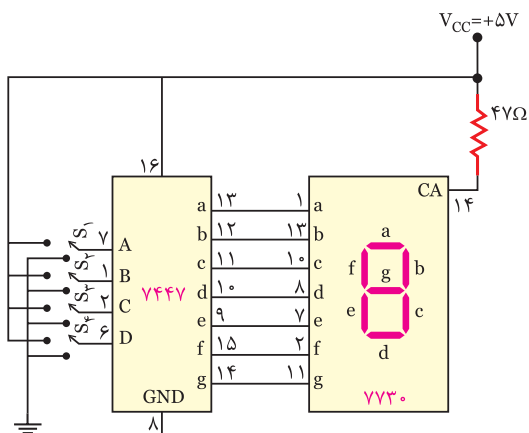 V_CC=+۵V
۴۷Ω
CA
۱۴
۱۶
۷ A
۱ B
۲ C
۶ D
S۱
S۲
S۳
S۴
۷۴۴۷
GND
۸
a ۱۳ ۱ a
b ۱۲ ۱۳ b
c ۱۱ ۱۰ c
d ۱۰ ۸ d
e ۹ ۷ e
f ۱۵ ۲ f
g ۱۴ ۱۱ g
a
f g b
e c
d
۷۷۳۰